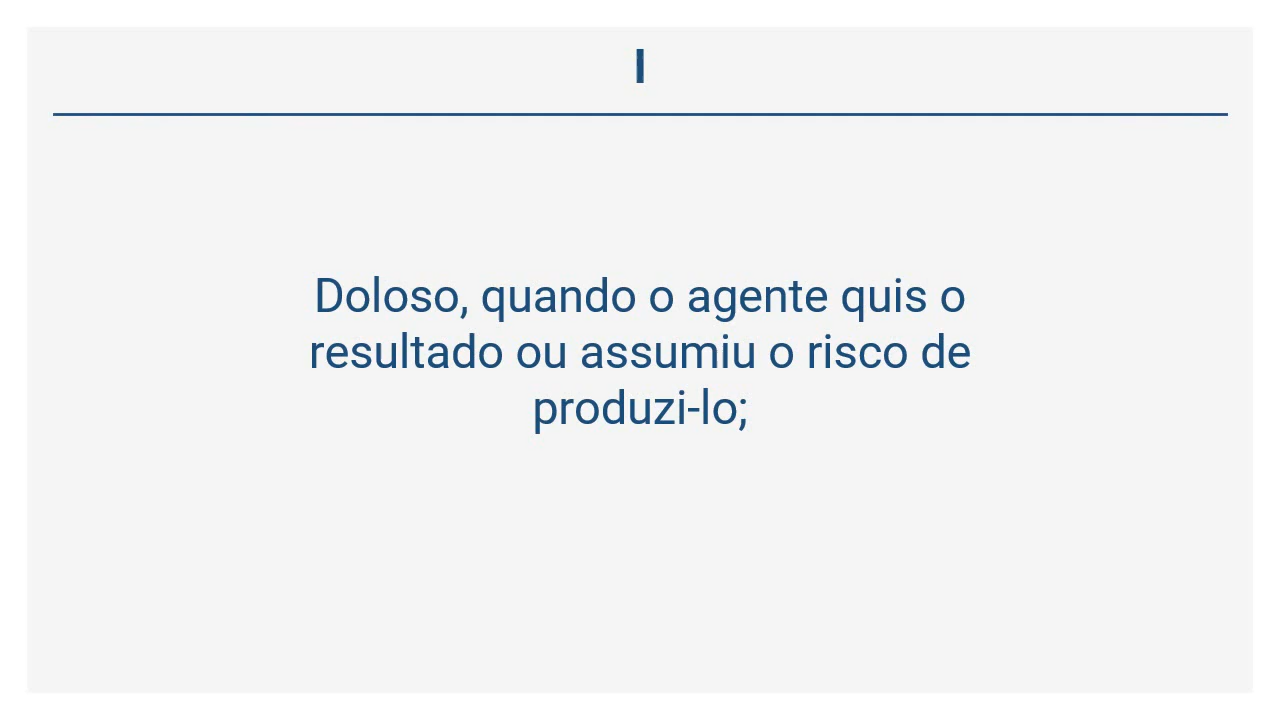 I
Doloso, quando o agente quis o
resultado ou assumiu o risco de
produzi-lo;